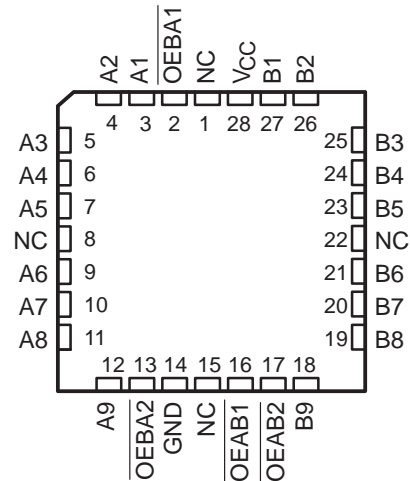 A2 A1 OEBA1 NC VCC B1 B2
4 3 2 1 28 27 26
A3 5 25 B3
A4 6 24 B4
A5 7 23 B5
NC 8 22 NC
A6 9 21 B6
A7 10 20 B7
A8 11 19 B8
12 13 14 15 16 17 18
A9 OEBA2 GND NC OEAB1 OEAB2 B9